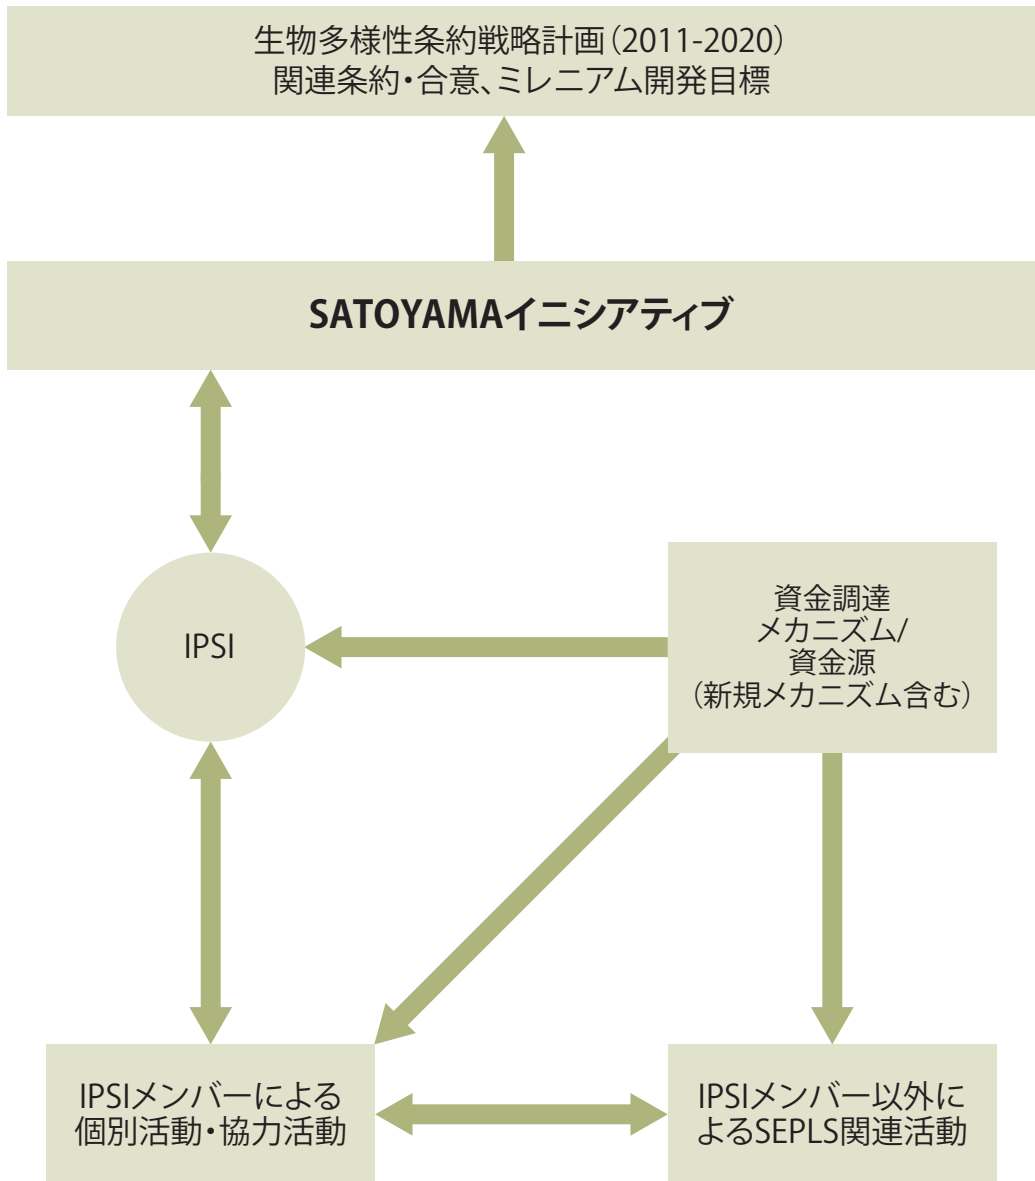 生物多様性条約戦略計画（2011-2020）
関連条約・合意、ミレニアム開発目標
SATOYAMAイニシアティブ
IPSI
資金調達
メカニズム/
資金源
（新規メカニズム含む）
IPSIメンバーによる
個別活動・協力活動
IPSIメンバー以外に
よるSEPLS関連活動